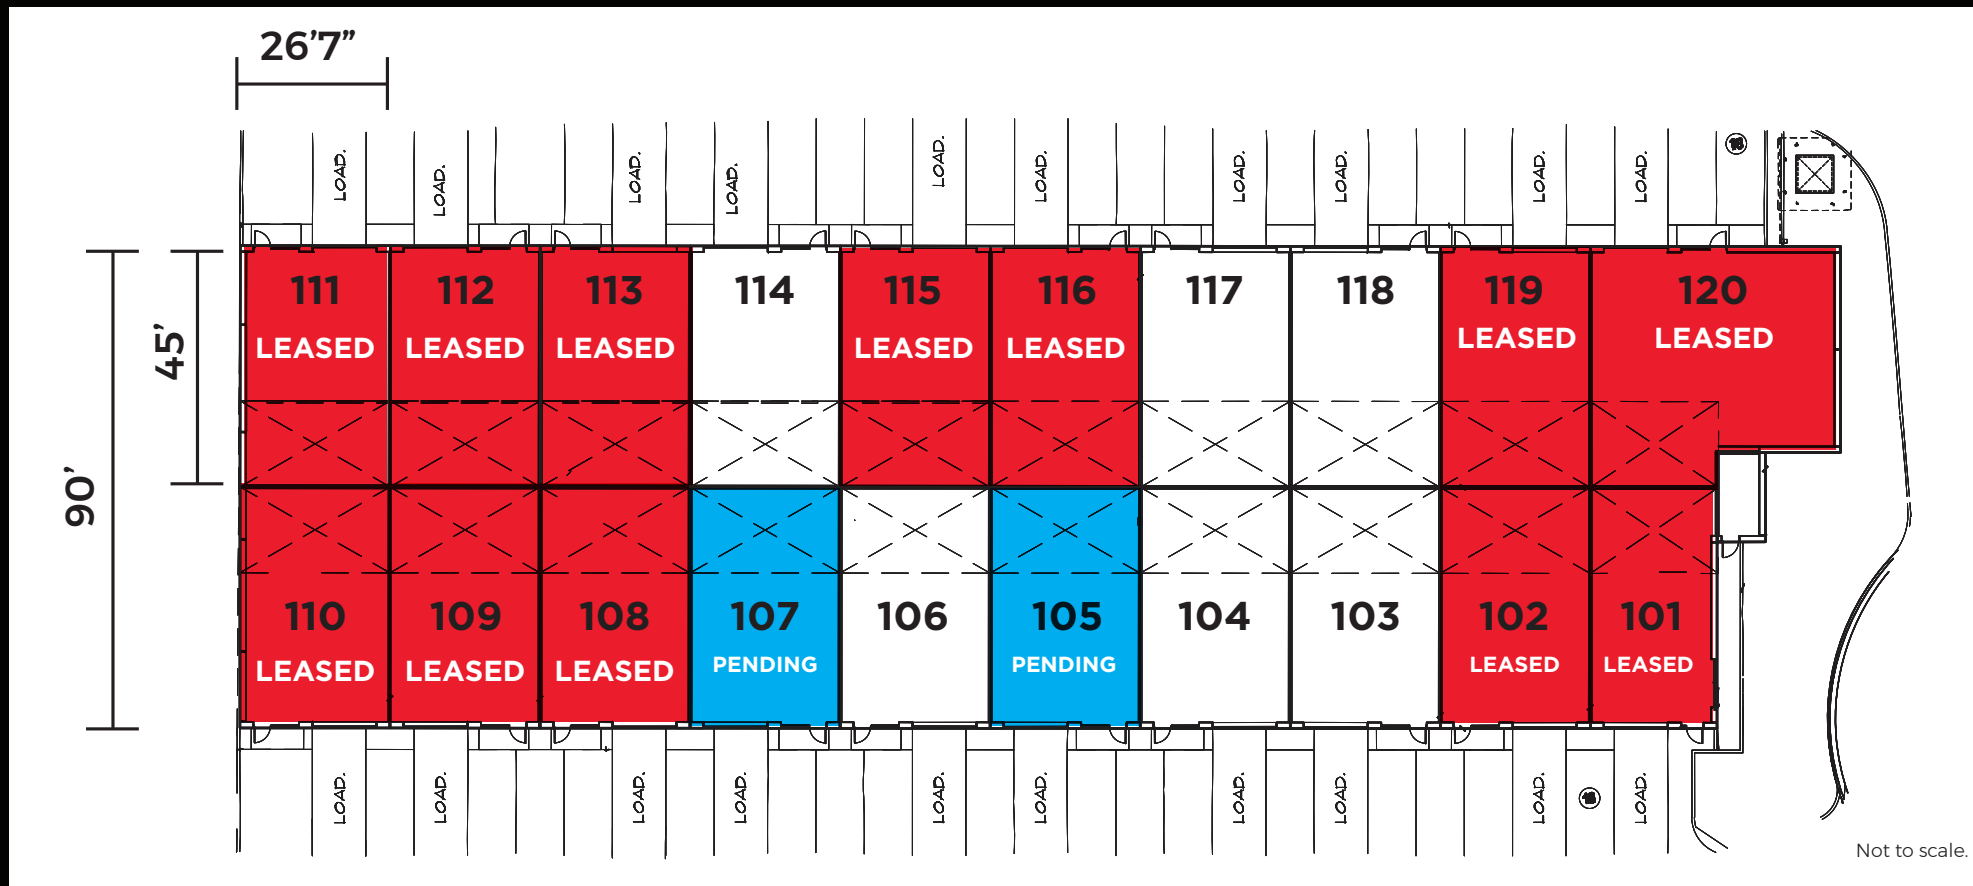 26’7”
LOAD. LOAD. LOAD. LOAD. LOAD. LOAD. LOAD. LOAD. LOAD. LOAD.
45’
90’
111 112 113 114 115 116 117 118 119 120
LEASED LEASED LEASED LEASED LEASED LEASED LEASED
110 109 108 107 106 105 104 103 102 101
LEASED LEASED LEASED PENDING PENDING LEASED LEASED
LOAD. LOAD. LOAD. LOAD. LOAD. LOAD. LOAD. LOAD. LOAD. LOAD.
Not to scale.